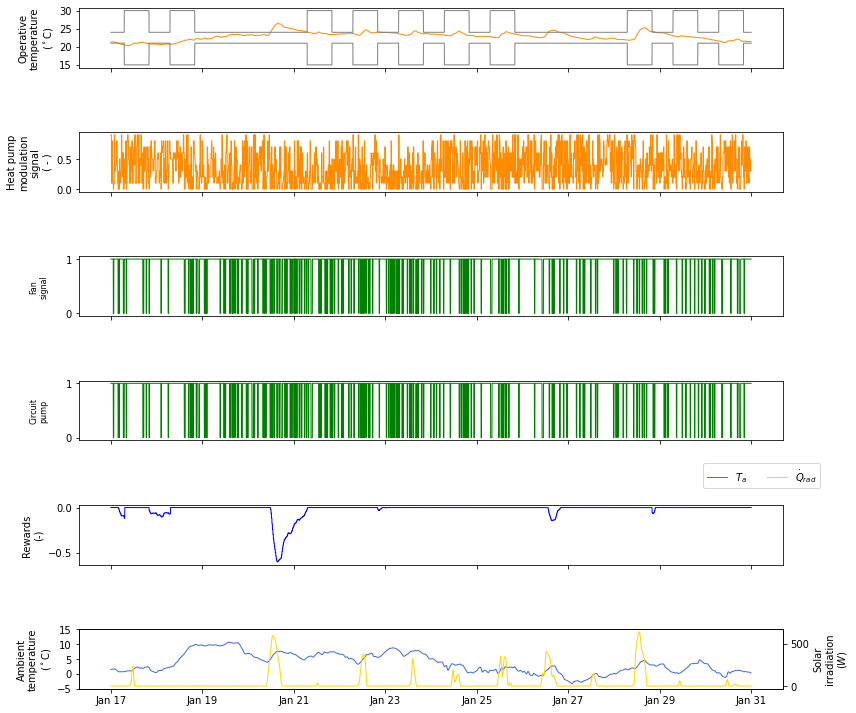 Operative
temperature
(°C)
30
25
20
15
Heat pump
modulation
signal
( - )
0.5
0.0
Fan
signal
1
0
Circuit
pump
1
0
T_a
Q̇_rad
Rewards
(-)
0.0
−0.5
Ambient
temperature
(°C)
15
10
5
0
−5
500
0
Solar
irradiation
(W)
Jan 17
Jan 19
Jan 21
Jan 23
Jan 25
Jan 27
Jan 29
Jan 31